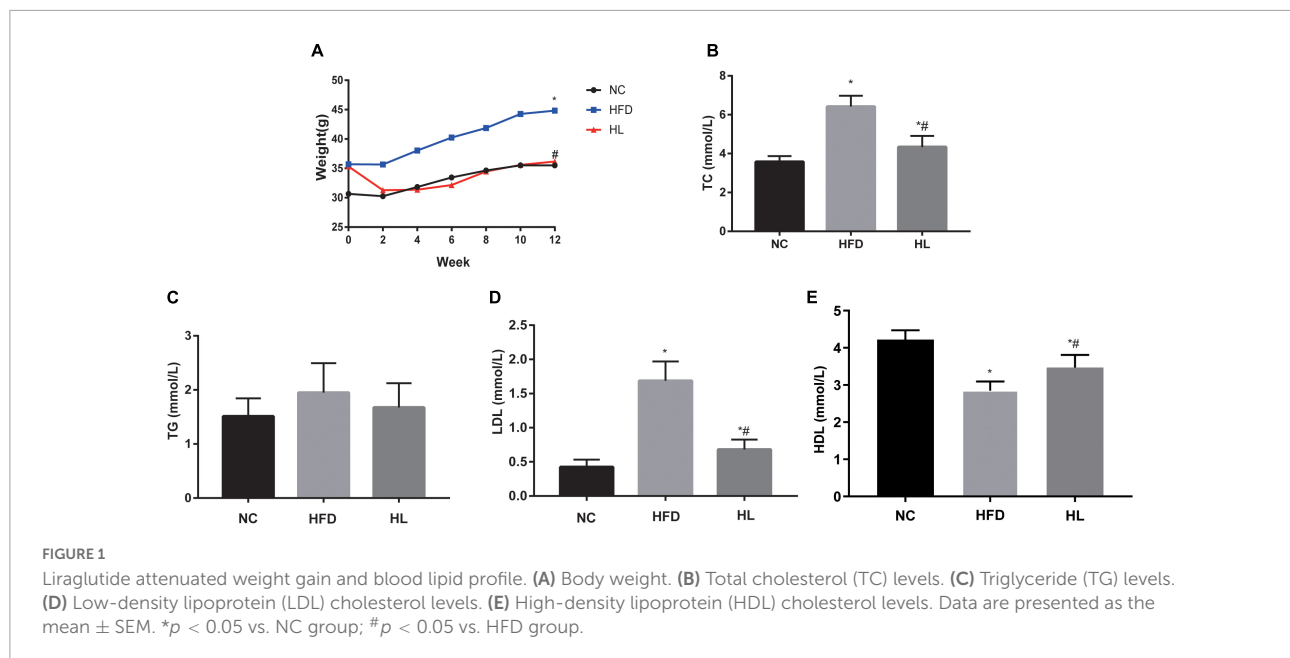 A
50
45
40
35
30
25
Weight(g)
0 2 4 6 8 10 12
Week
*
#
NC
HFD
HL
B
8
6
4
2
0
TC (mmol/L)
*
*#
NC HFD HL
C
3
2
1
0
TG (mmol/L)
NC HFD HL
D
2.5
2.0
1.5
1.0
0.5
0.0
LDL (mmol/L)
*
*#
NC HFD HL
E
5
4
3
2
1
0
HDL (mmol/L)
*
*#
NC HFD HL
FIGURE 1
Liraglutide attenuated weight gain and blood lipid profile. (A) Body weight. (B) Total cholesterol (TC) levels. (C) Triglyceride (TG) levels.
(D) Low-density lipoprotein (LDL) cholesterol levels. (E) High-density lipoprotein (HDL) cholesterol levels. Data are presented as the
mean ± SEM. *p < 0.05 vs. NC group; #p < 0.05 vs. HFD group.